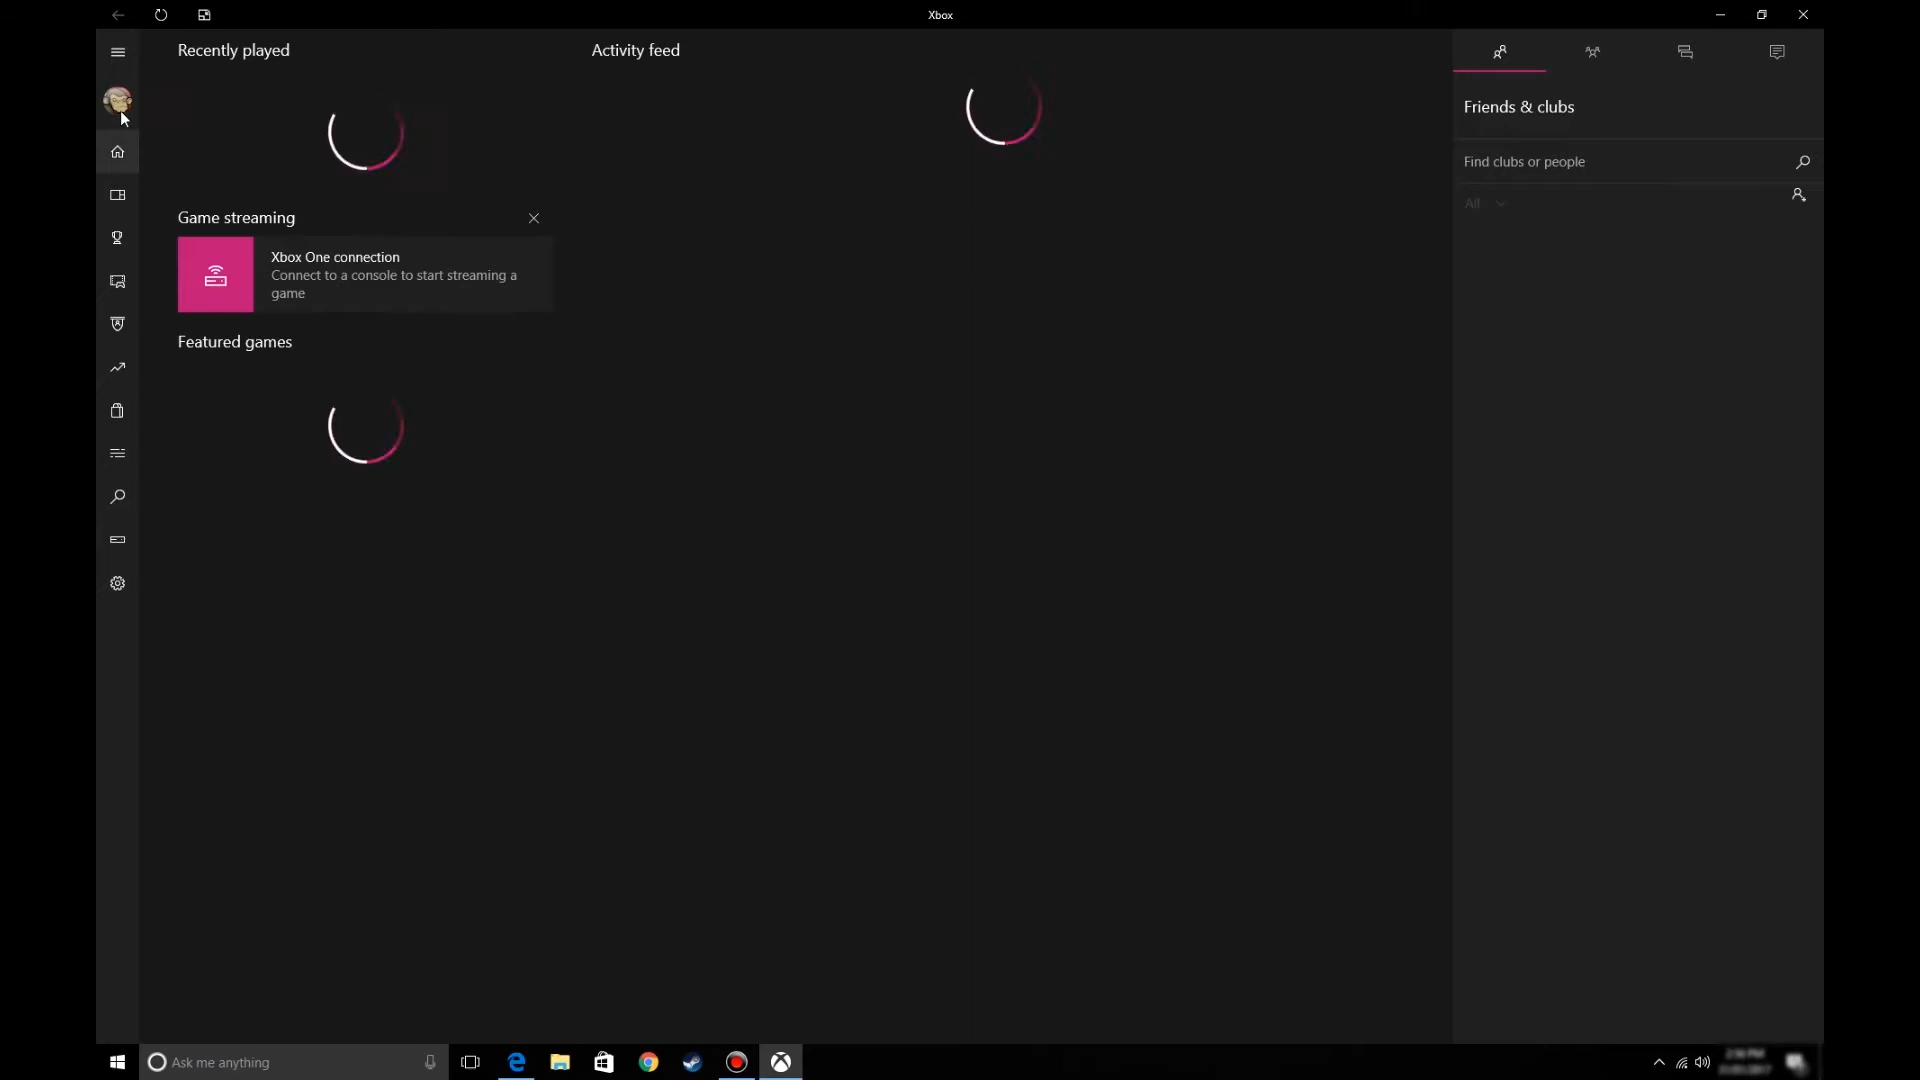 Xbox
Recently played
Activity feed
Friends & clubs
Find clubs or people
All
Game streaming
Xbox One connection
Connect to a console to start streaming a
game
Featured games
Ask me anything